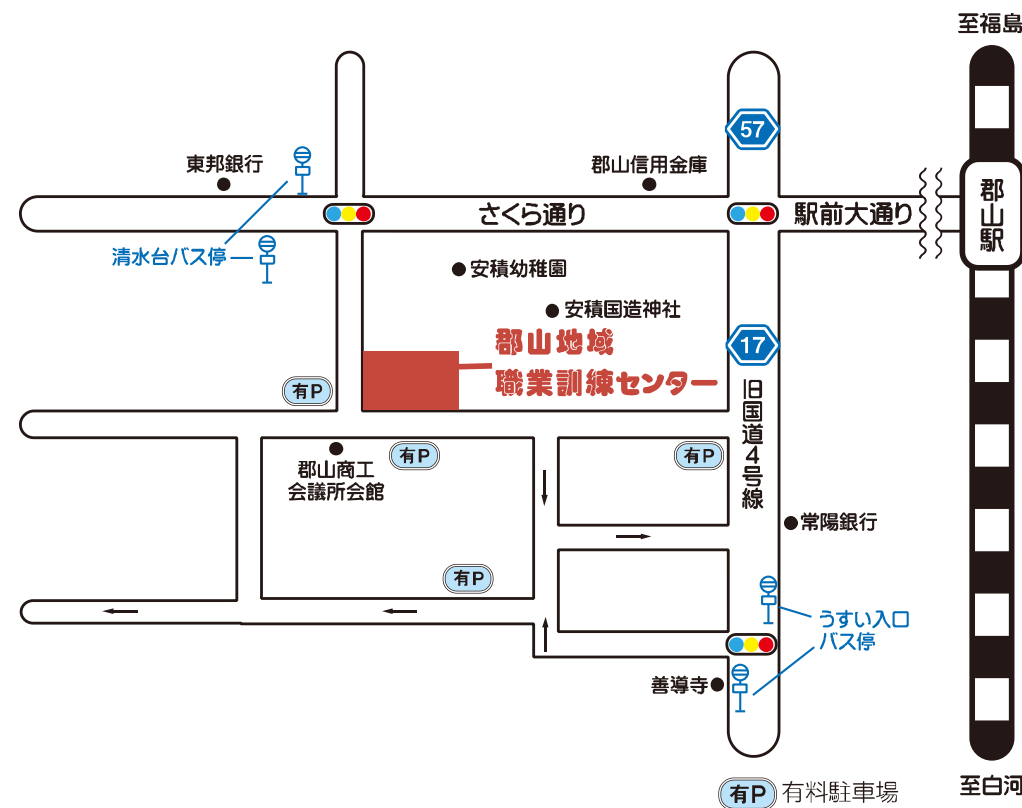 至福島
57
東邦銀行
郡山信用金庫
さくら通り
駅前大通り
郡山駅
清水台バス停
安積幼稚園
安積国造神社
郡山地域
職業訓練センター
17
有P
旧国道4号線
郡山商工
会議所会館
有P
有P
常陽銀行
有P
うすい入口
バス停
善導寺
至白河
有P 有料駐車場